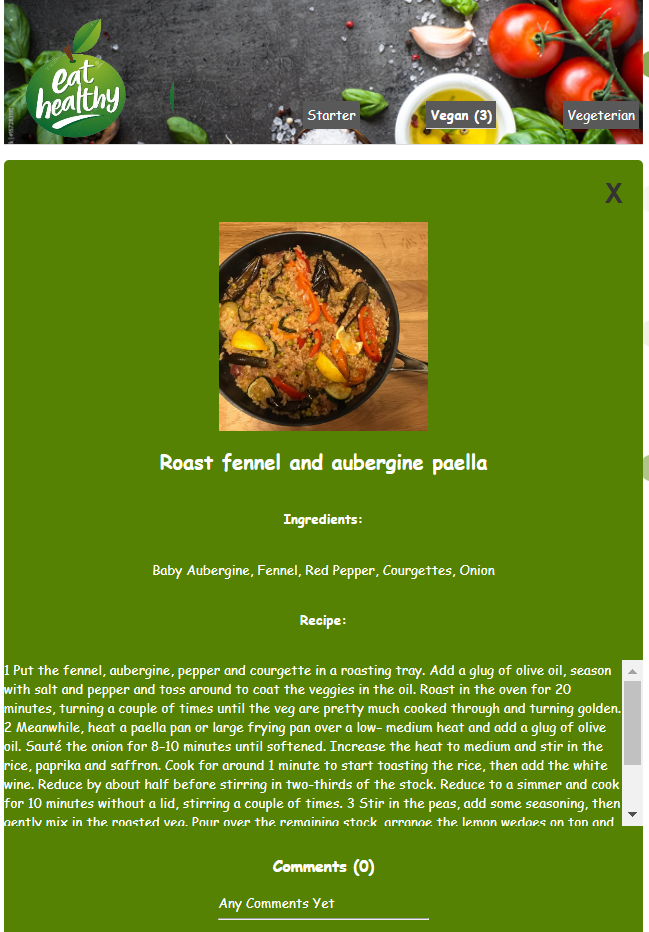 eat
healthy
Starter
Vegan (3)
Vegeterian
X
Roast fennel and aubergine paella
Ingredients:
Baby Aubergine, Fennel, Red Pepper, Courgettes, Onion
Recipe:
1 Put the fennel, aubergine, pepper and courgette in a roasting tray. Add a glug of olive oil, season
with salt and pepper and toss around to coat the veggies in the oil. Roast in the oven for 20
minutes, turning a couple of times until the veg are pretty much cooked through and turning golden.
2 Meanwhile, heat a paella pan or large frying pan over a low- medium heat and add a glug of olive
oil. Sauté the onion for 8-10 minutes until softened. Increase the heat to medium and stir in the
rice, paprika and saffron. Cook for around 1 minute to start toasting the rice, then add the white
wine. Reduce by about half before stirring in two-thirds of the stock. Reduce to a simmer and cook
for 10 minutes without a lid, stirring a couple of times. 3 Stir in the peas, add some seasoning, then
gently mix in the roasted veg. Pour over the remaining stock, arrange the lemon wedges on top and
Comments (0)
Any Comments Yet